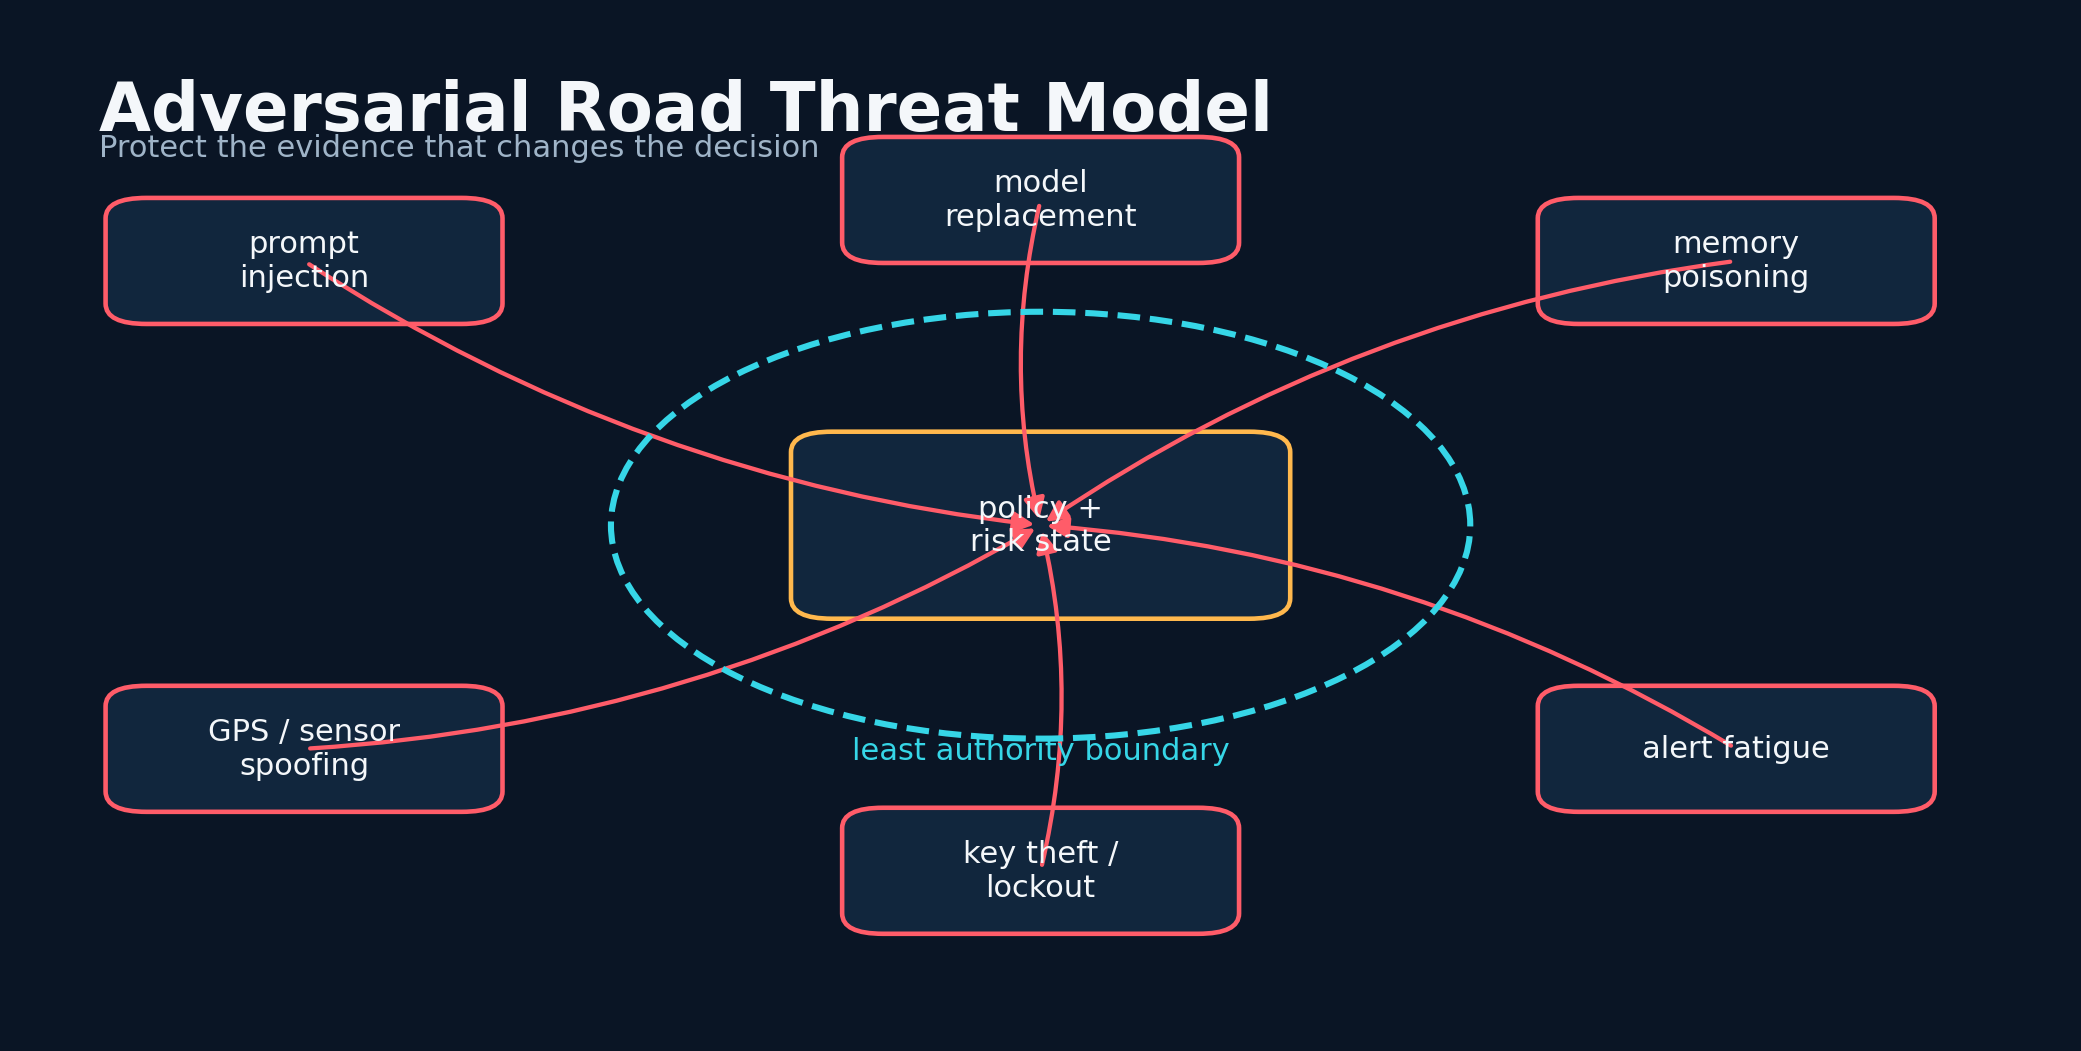 Adversarial Road Threat Model
Protect the evidence that changes the decision
model
replacement
prompt
injection
memory
poisoning
policy +
risk state
GPS / sensor
spoofing
least authority boundary
alert fatigue
key theft /
lockout